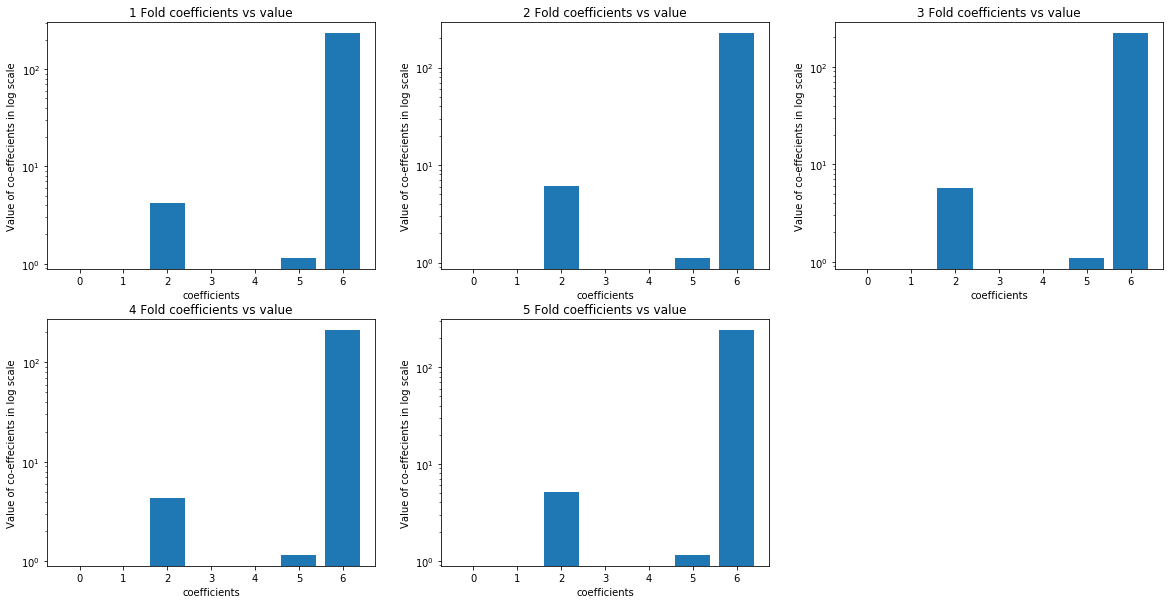 1 Fold coefficients vs value
Value of co-effecients in log scale
10²
10¹
10⁰
0 1 2 3 4 5 6
coefficients
2 Fold coefficients vs value
Value of co-effecients in log scale
10²
10¹
10⁰
0 1 2 3 4 5 6
coefficients
3 Fold coefficients vs value
Value of co-effecients in log scale
10²
10¹
10⁰
0 1 2 3 4 5 6
coefficients
4 Fold coefficients vs value
Value of co-effecients in log scale
10²
10¹
10⁰
0 1 2 3 4 5 6
coefficients
5 Fold coefficients vs value
Value of co-effecients in log scale
10²
10¹
10⁰
0 1 2 3 4 5 6
coefficients